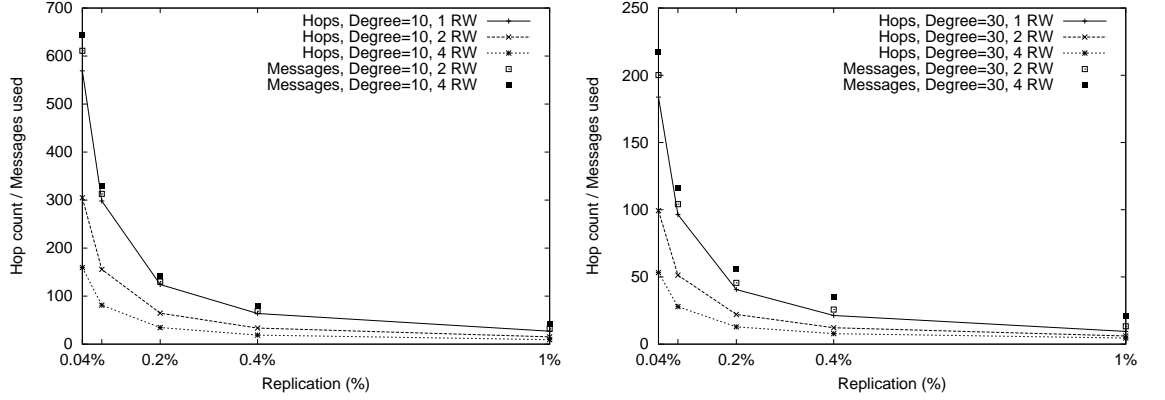 Hop count / Messages used
700
600
500
400
300
200
100
0
Hops, Degree=10, 1 RW
Hops, Degree=10, 2 RW
Hops, Degree=10, 4 RW
Messages, Degree=10, 2 RW
Messages, Degree=10, 4 RW
0.04% % 0.2% 0.4% 1%
Replication (%)
Hop count / Messages used
250
200
150
100
50
0
Hops, Degree=30, 1 RW
Hops, Degree=30, 2 RW
Hops, Degree=30, 4 RW
Messages, Degree=30, 2 RW
Messages, Degree=30, 4 RW
0.04% % 0.2% 0.4% 1%
Replication (%)